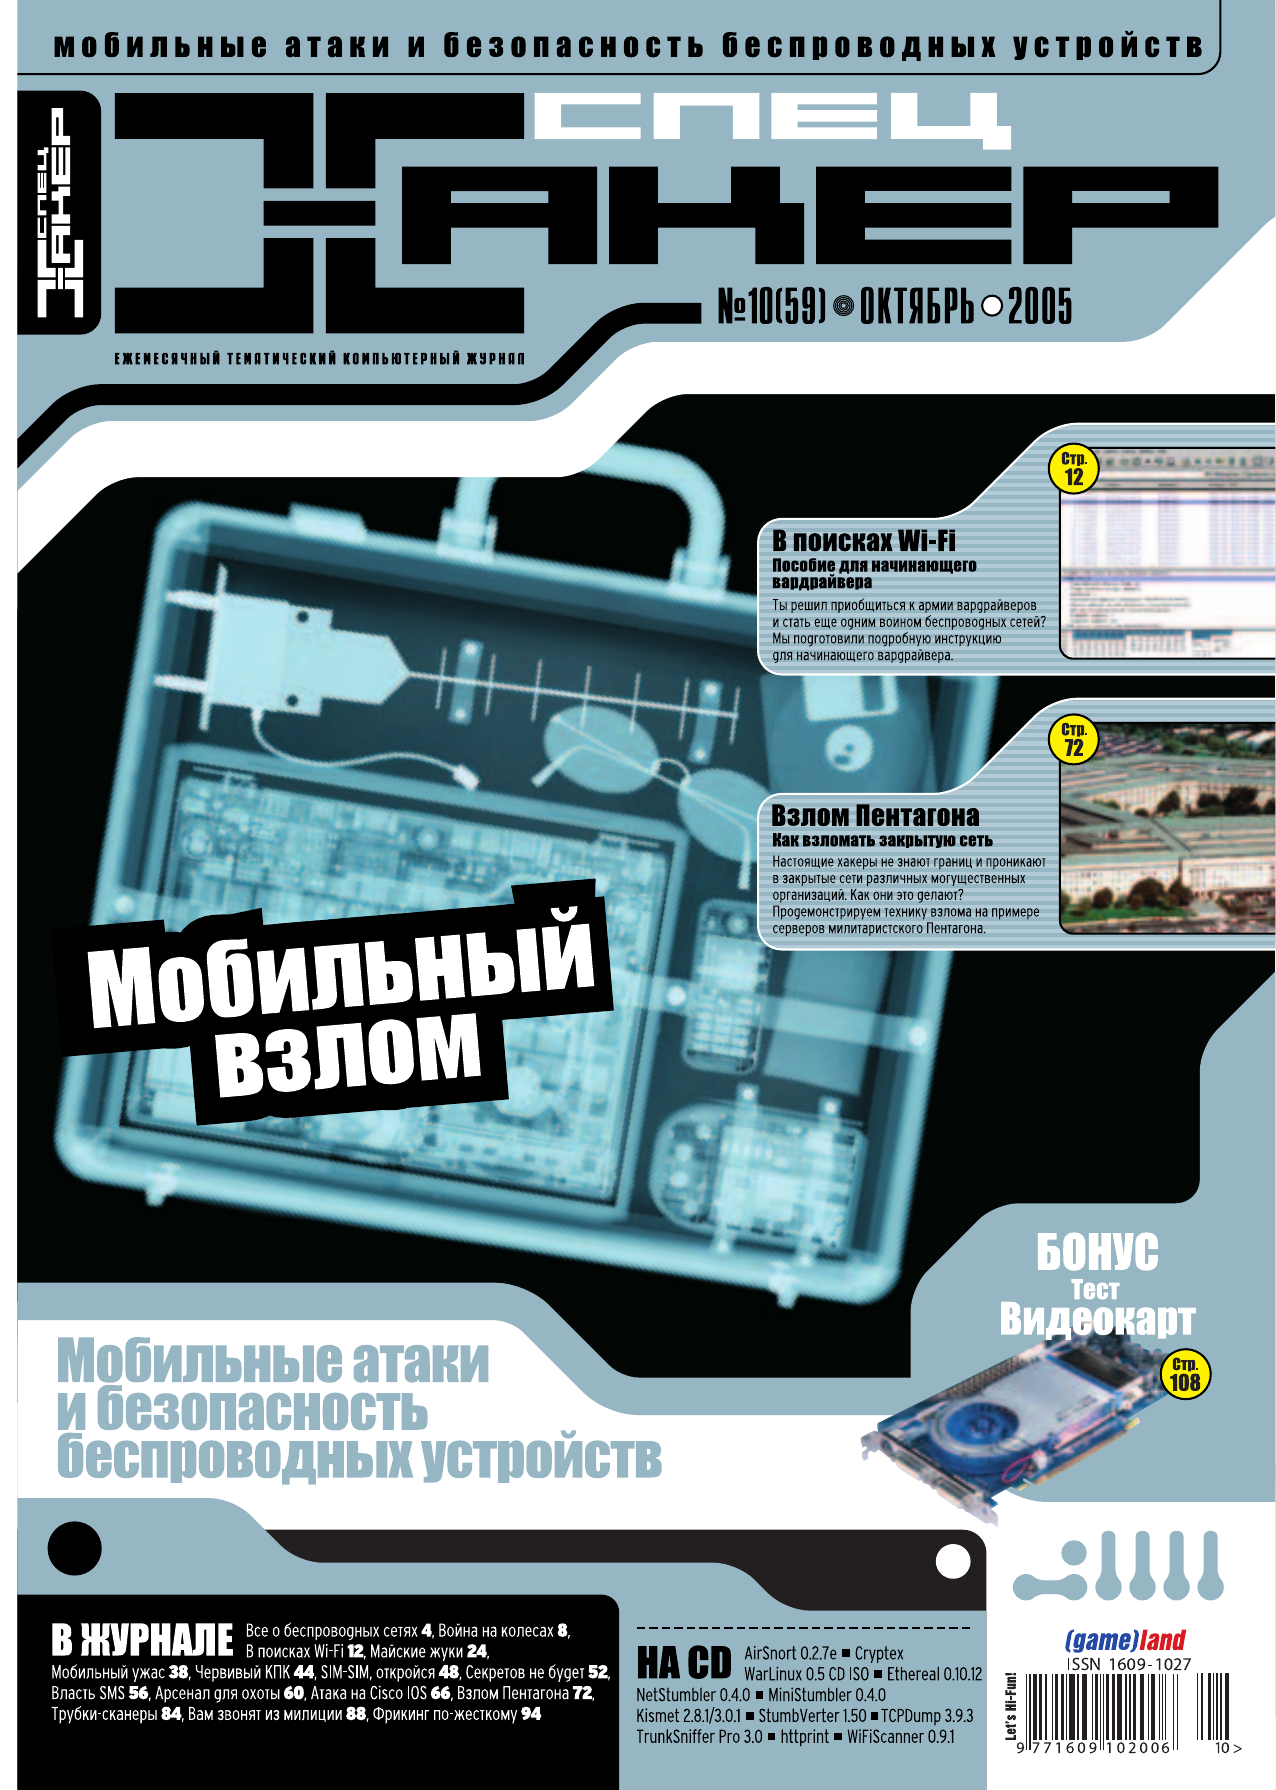 мобильные атаки и безопасность беспроводных устройств
СПЕЦ
ХАКЕР
СПЕЦ
ХАКЕР
№10(59) ОКТЯБРЬ 2005
ЕЖЕМЕСЯЧНЫЙ ТЕМАТИЧЕСКИЙ КОМПЬЮТЕРНЫЙ ЖУРНАЛ
Стр.
12
В поисках Wi-Fi
Пособие для начинающего
вардрайвера
Ты решил приобщиться к армии вардрайверов
и стать еще одним воином беспроводных сетей?
Мы подготовили подробную инструкцию
для начинающего вардрайвера.
Стр.
72
Взлом Пентагона
Как взломать закрытую сеть
Настоящие хакеры не знают границ и проникают
в закрытые сети различных могущественных
организаций. Как они это делают?
Продемонстрируем технику взлома на примере
серверов милитаристского Пентагона.
Мобильный
взлом
БОНУС
Тест
Видеокарт
Стр.
108
Мобильные атаки
и безопасность
беспроводных устройств
В ЖУРНАЛЕ Все о беспроводных сетях 4, Война на колесах 8,
В поисках Wi-Fi 12, Майские жуки 24,
Мобильный ужас 38, Червивый КПК 44, SIM-SIM, откройся 48, Секретов не будет 52,
Власть SMS 56, Арсенал для охоты 60, Атака на Cisco IOS 66, Взлом Пентагона 72,
Трубки-сканеры 84, Вам звонят из милиции 88, Фрикинг по-жесткому 94
НА CD AirSnort 0.2.7e ■ Cryptex
WarLinux 0.5 CD ISO ■ Ethereal 0.10.12
NetStumbler 0.4.0 ■ MiniStumbler 0.4.0
Kismet 2.8.1/3.0.1 ■ StumbVerter 1.50 ■ TCPDump 3.9.3
TrunkSniffer Pro 3.0 ■ httprint ■ WiFiScanner 0.9.1
(game)land
ISSN 1609-1027
Let's Hi-Fun!
9 771609 102006 10 >